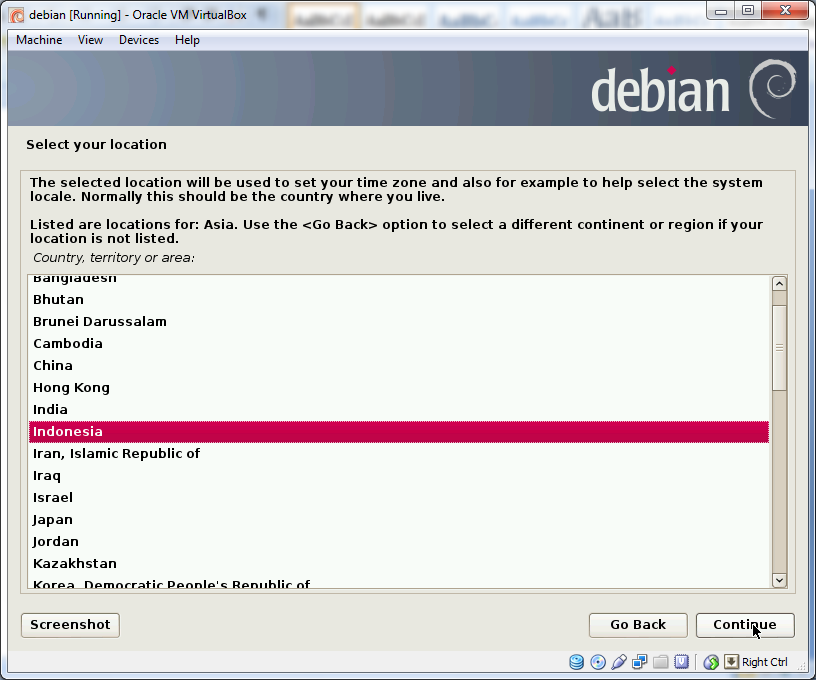 debian [Running] - Oracle VM VirtualBox
Machine View Devices Help
debian
Select your location
The selected location will be used to set your time zone and also for example to help select the system
locale. Normally this should be the country where you live.
Listed are locations for: Asia. Use the <Go Back> option to select a different continent or region if your
location is not listed.
Country, territory or area:
Bangladesh
Bhutan
Brunei Darussalam
Cambodia
China
Hong Kong
India
Indonesia
Iran, Islamic Republic of
Iraq
Israel
Japan
Jordan
Kazakhstan
Korea, Democratic People's Republic of
Screenshot Go Back Continue
Right Ctrl